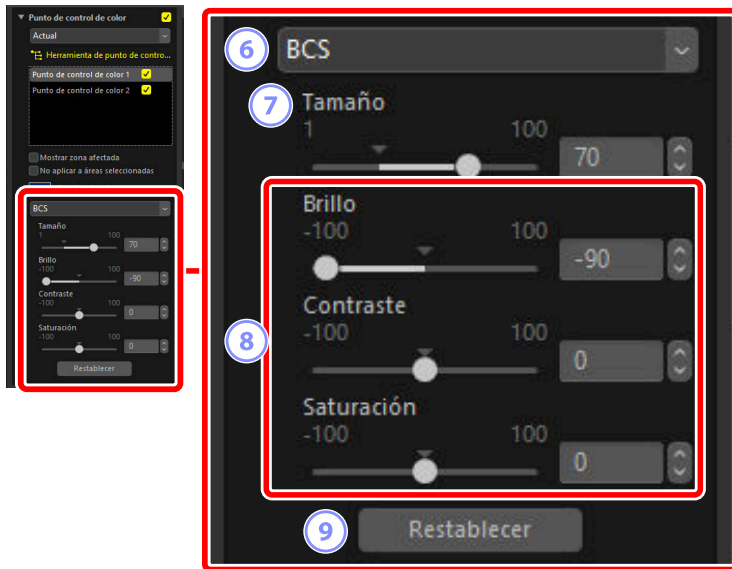 Punto de control de color
Actual
Herramienta de punto de contro...
Punto de control de color 1
Punto de control de color 2
Mostrar zona afectada
No aplicar a áreas seleccionadas
BCS
Tamaño
1 100
70
Brillo
-100 100
-90
Contraste
-100 100
0
Saturación
-100 100
0
Restablecer
6 BCS
7 Tamaño
1 100
70
Brillo
-100 100
-90
8 Contraste
-100 100
0
Saturación
-100 100
0
9 Restablecer